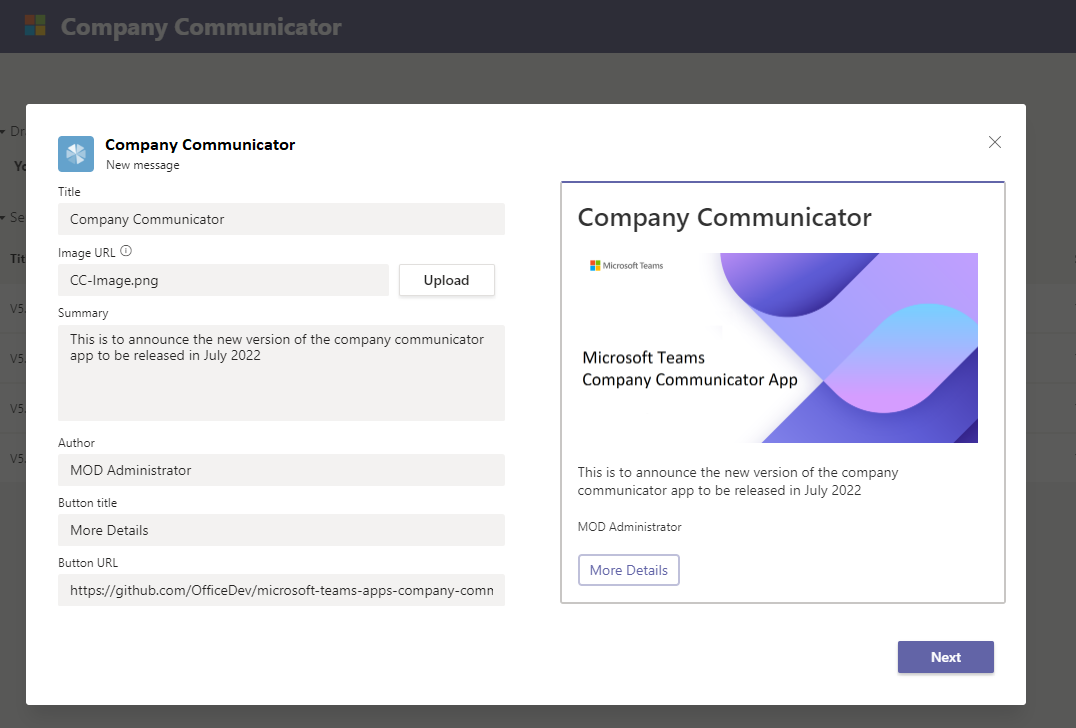 Company Communicator
Company Communicator
New message
Title
Company Communicator
Image URL
CC-Image.png
Upload
Summary
This is to announce the new version of the company communicator
app to be released in July 2022
Author
MOD Administrator
Button title
More Details
Button URL
https://github.com/OfficeDev/microsoft-teams-apps-company-comm
Company Communicator
Microsoft Teams
Microsoft Teams
Company Communicator App
This is to announce the new version of the company
communicator app to be released in July 2022
MOD Administrator
More Details
Next
V5.
V5.
V5.
V5.